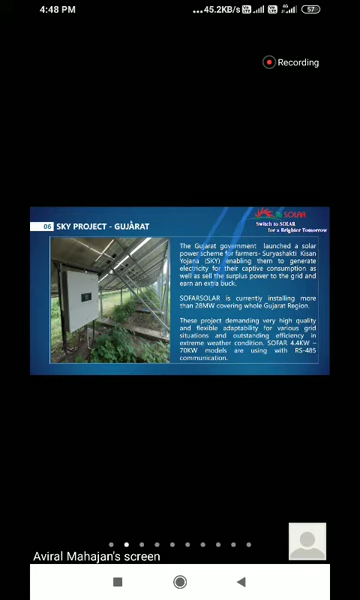 4:48 PM
...45.2KB/s
57
Recording
SOLAR
Switch to SOLAR
for a Brighter Tomorrow
06 SKY PROJECT - GUJARAT
The Gujarat government launched a solar
power scheme for farmers- Suryashakti Kisan
Yojana (SKY) enabling them to generate
electricity for their captive consumption as
well as sell the surplus power to the grid and
earn an extra buck.
SOFARSOLAR is currently installing more
than 28MW covering whole Gujarat Region.
These project demanding very high quality
and flexible adaptability for various grid
situations and outstanding efficiency in
extreme weather condition. SOFAR 4.4KW –
70KW models are using with RS-485
communication.
Aviral Mahajan's screen